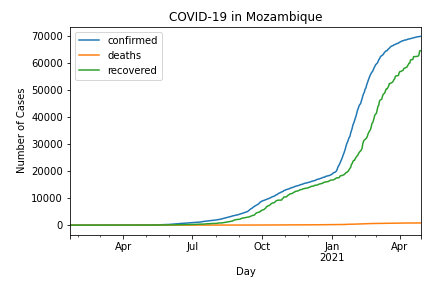 COVID-19 in Mozambique
confirmed
deaths
recovered
Number of Cases
70000
60000
50000
40000
30000
20000
10000
0
Apr
Jul
Oct
Jan
2021
Apr
Day